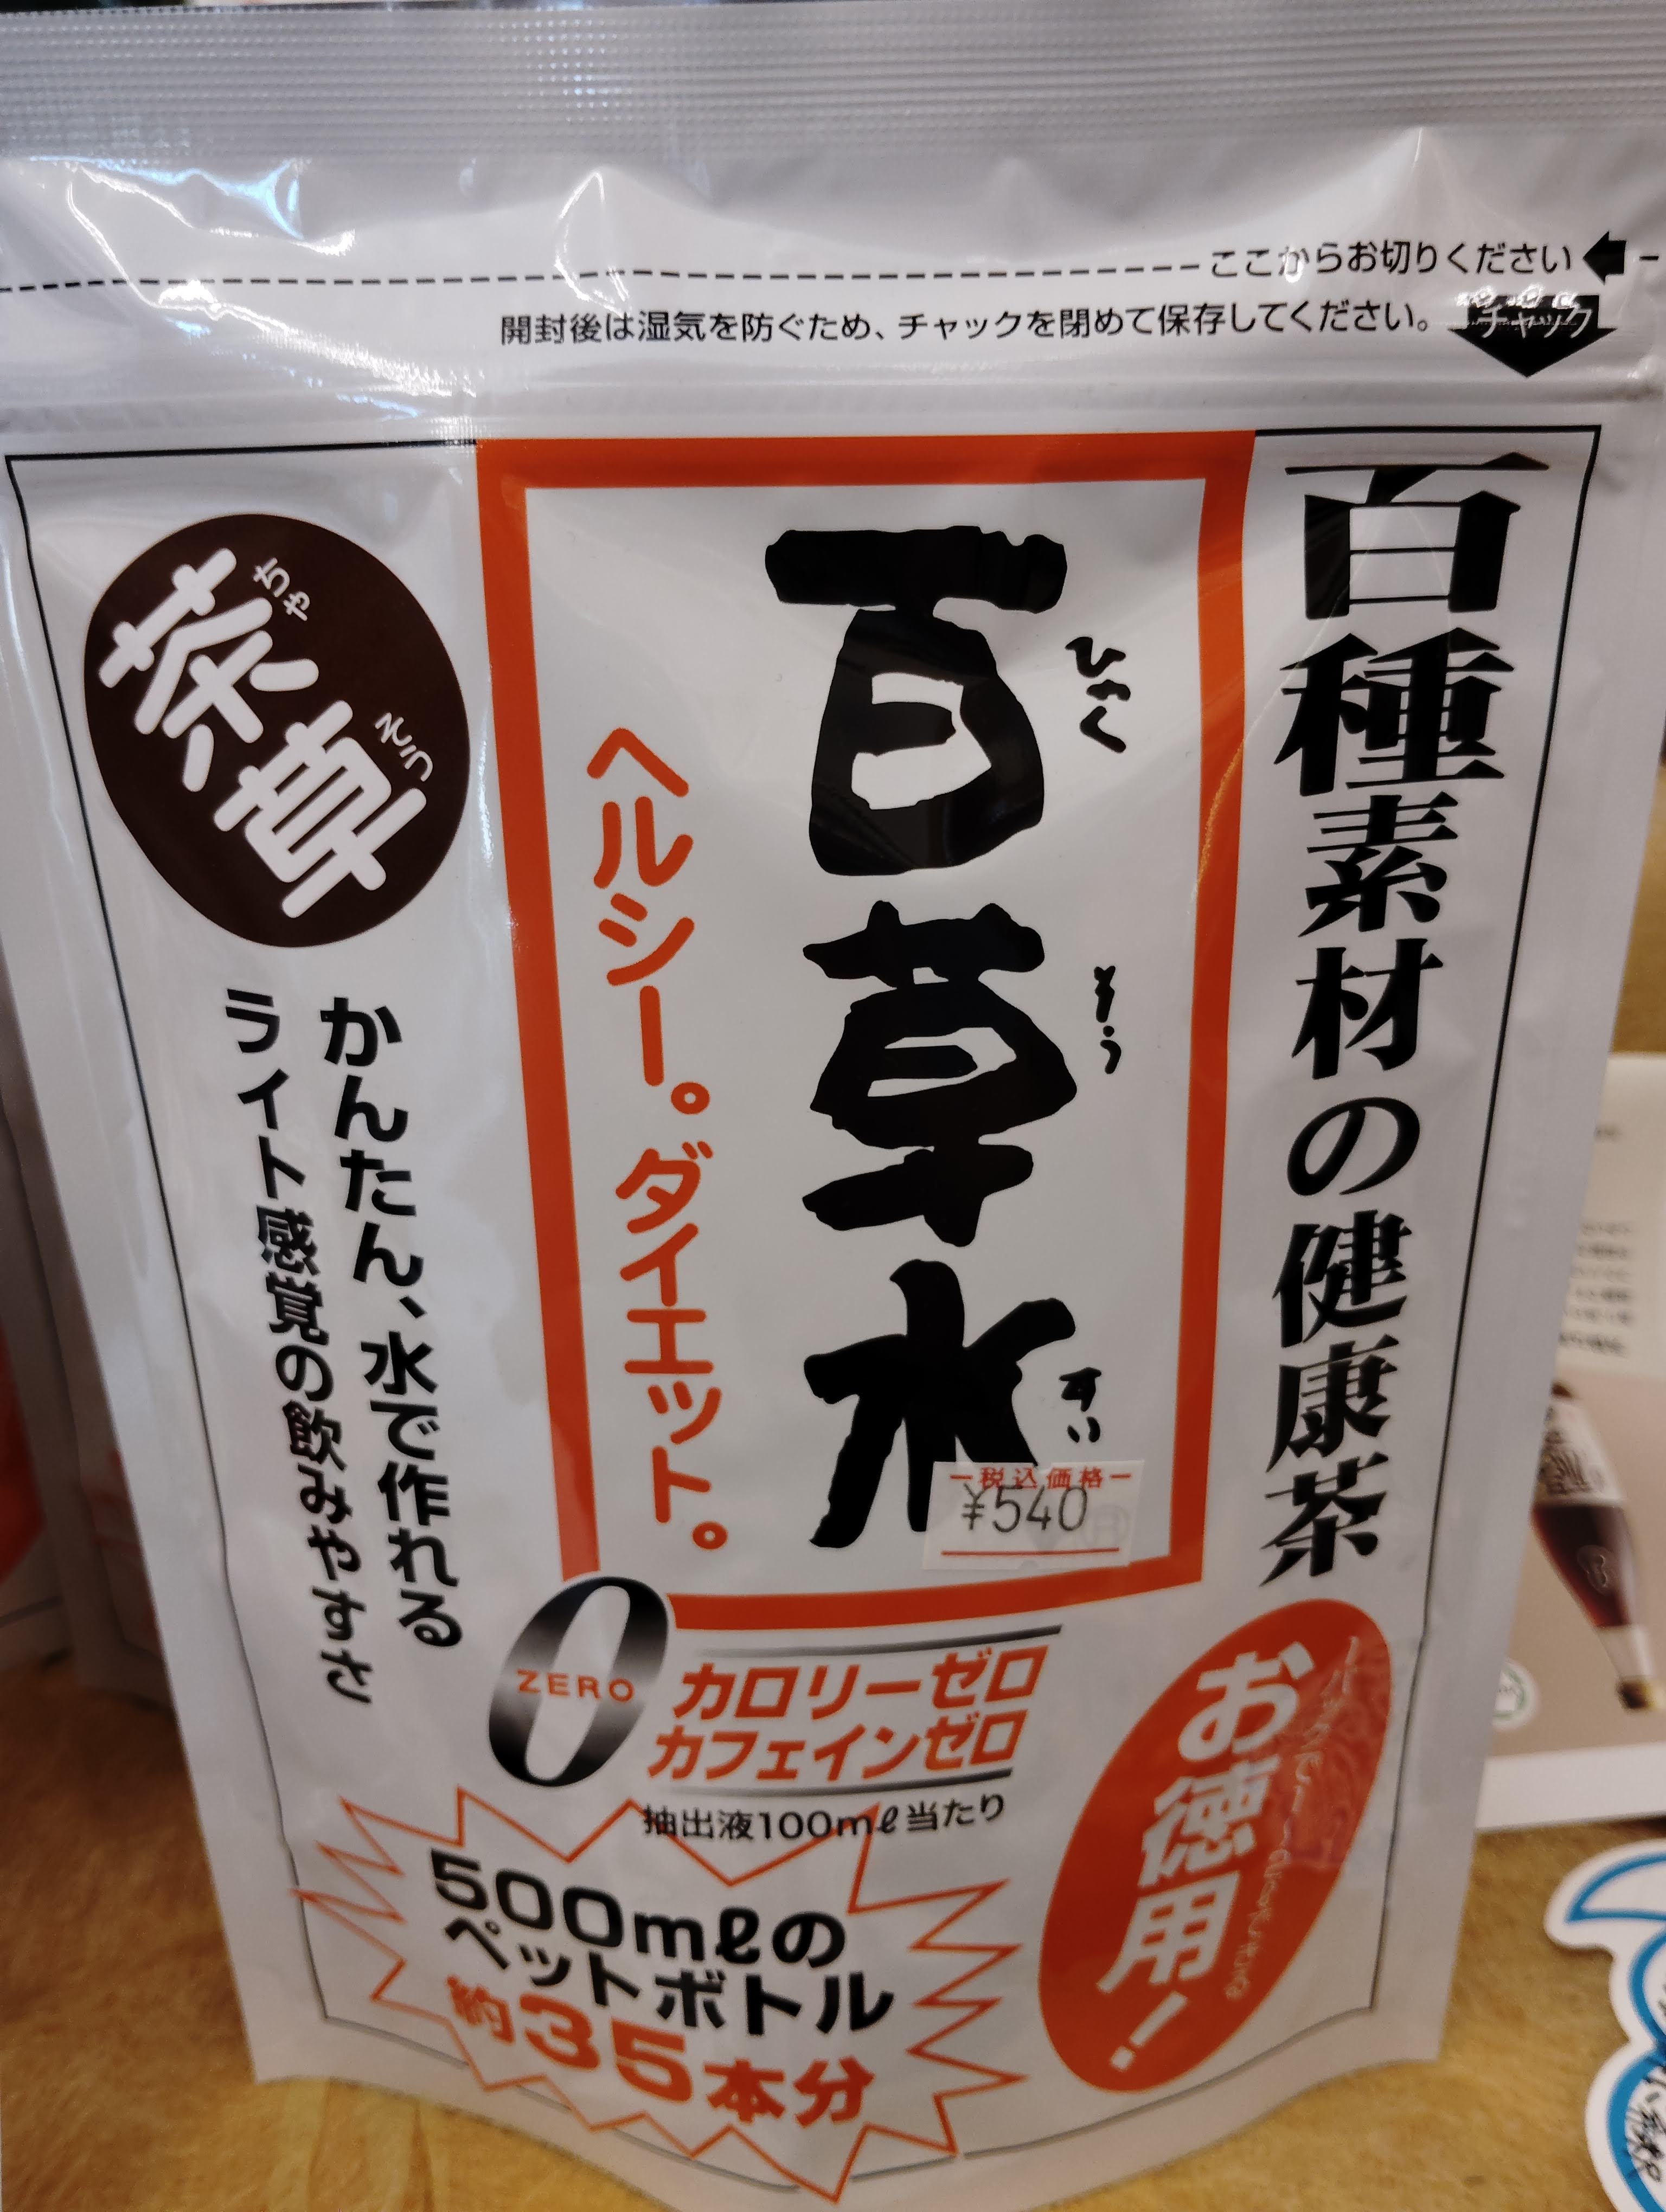 ここからお切りください
開封後は湿気を防ぐため、チャックを閉めて保存してください。
チャック
百種素材の健康茶
百草水
ひゃく
そう
すい
ヘルシー。ダイエット。
茶草
ちゃ
そう
かんたん、水で作れる
ライト感覚の飲みやすさ
税込価格
¥540
0
ZERO
カロリーゼロ
カフェインゼロ
抽出液100mℓ当たり
お徳用!
500mℓの
ペットボトル
約35本分